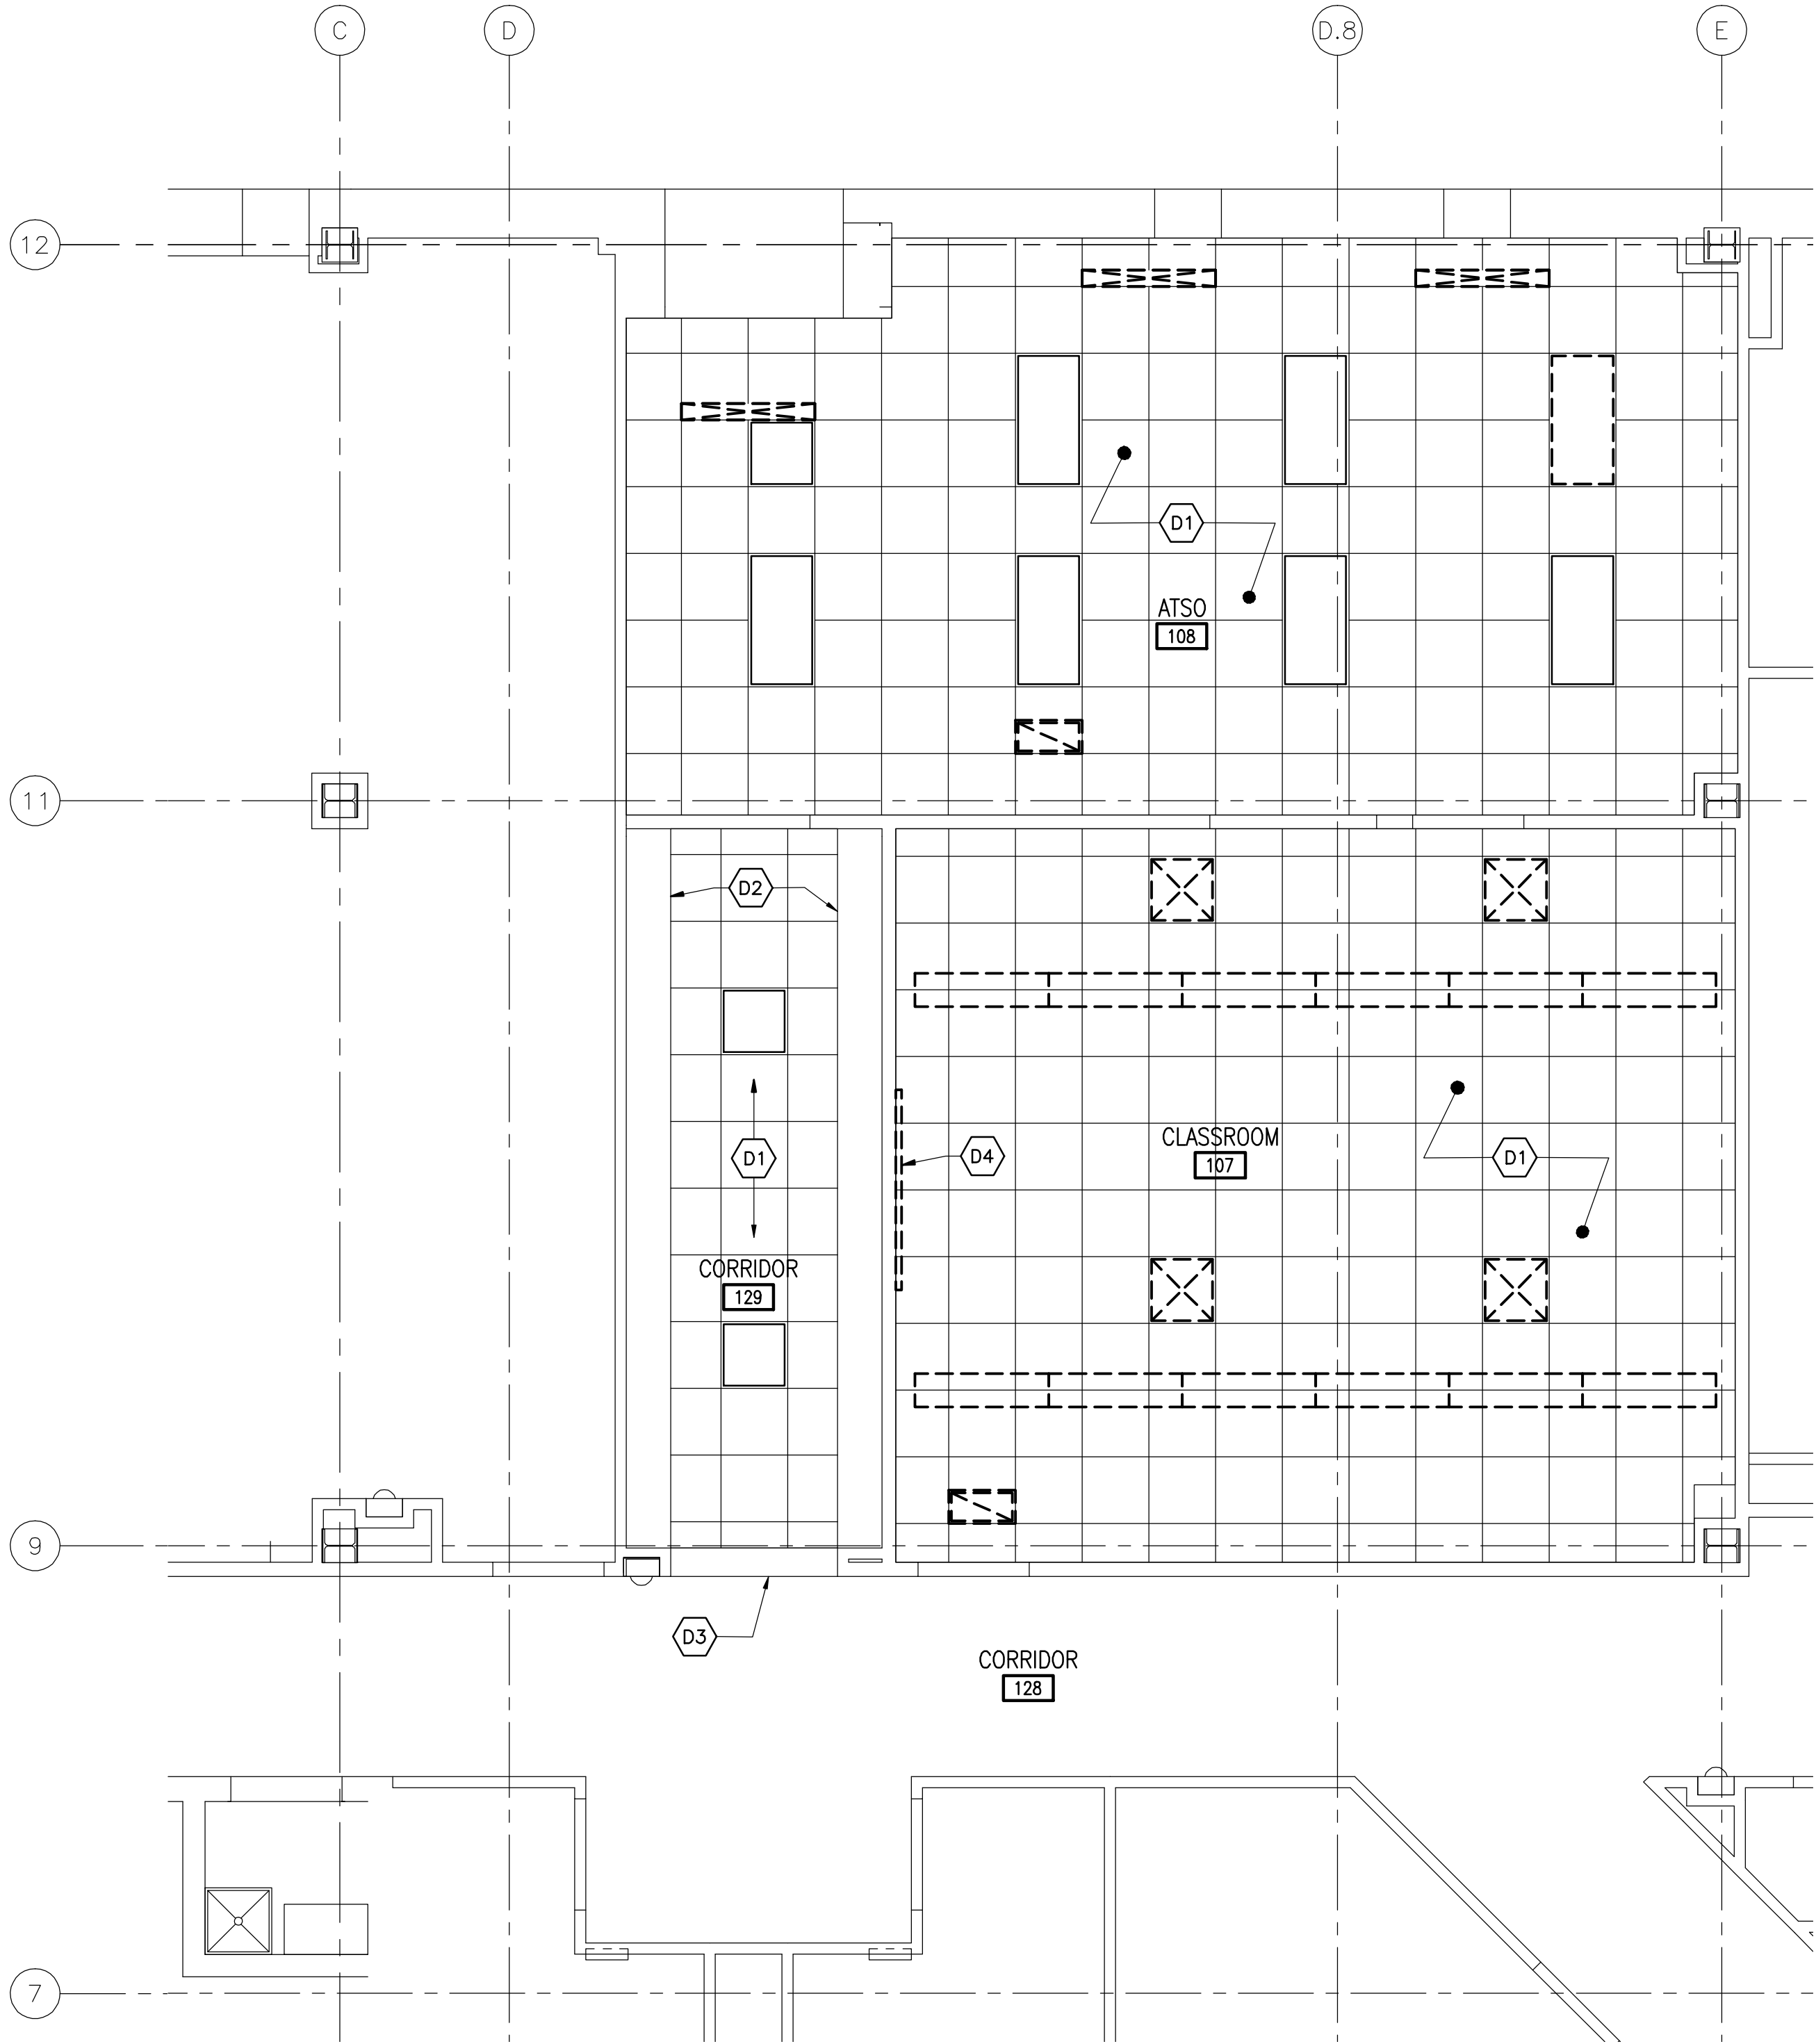 C
D
D.8
E
12
D1
ATSO
108
11
D2
D1
D4
CLASSROOM
107
D1
CORRIDOR
129
9
D3
CORRIDOR
128
7